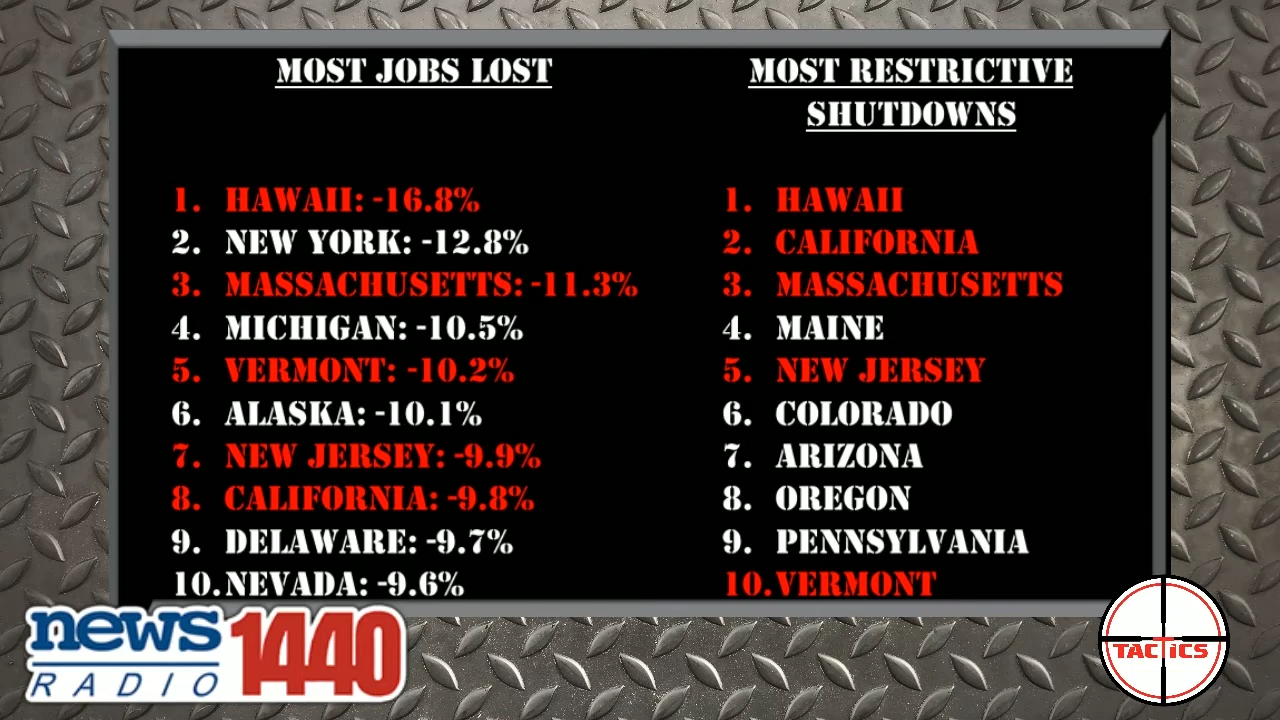 MOST JOBS LOST
1. HAWAII: -16.8%
2. NEW YORK: -12.8%
3. MASSACHUSETTS: -11.3%
4. MICHIGAN: -10.5%
5. VERMONT: -10.2%
6. ALASKA: -10.1%
7. NEW JERSEY: -9.9%
8. CALIFORNIA: -9.8%
9. DELAWARE: -9.7%
10. NEVADA: -9.6%
MOST RESTRICTIVE
SHUTDOWNS
1. HAWAII
2. CALIFORNIA
3. MASSACHUSETTS
4. MAINE
5. NEW JERSEY
6. COLORADO
7. ARIZONA
8. OREGON
9. PENNSYLVANIA
10. VERMONT
news
RADIO
1440
TACTICS